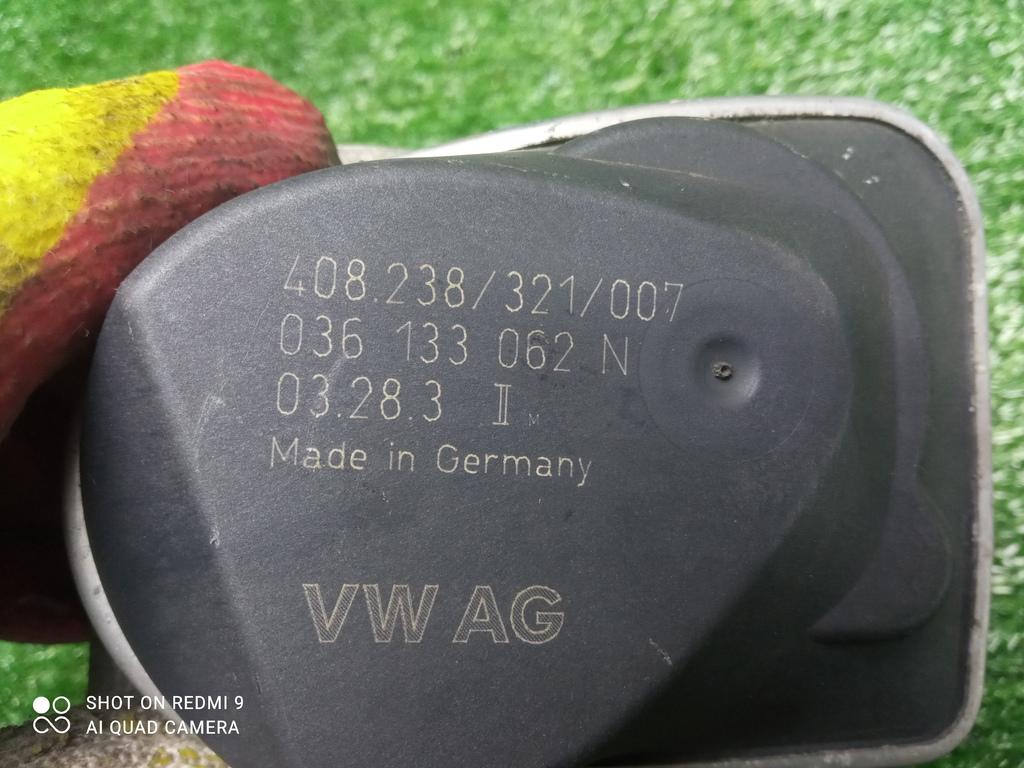 408.238/321/007
036 133 062 N
03.28.3 II M
Made in Germany
VW AG
SHOT ON REDMI 9
AI QUAD CAMERA